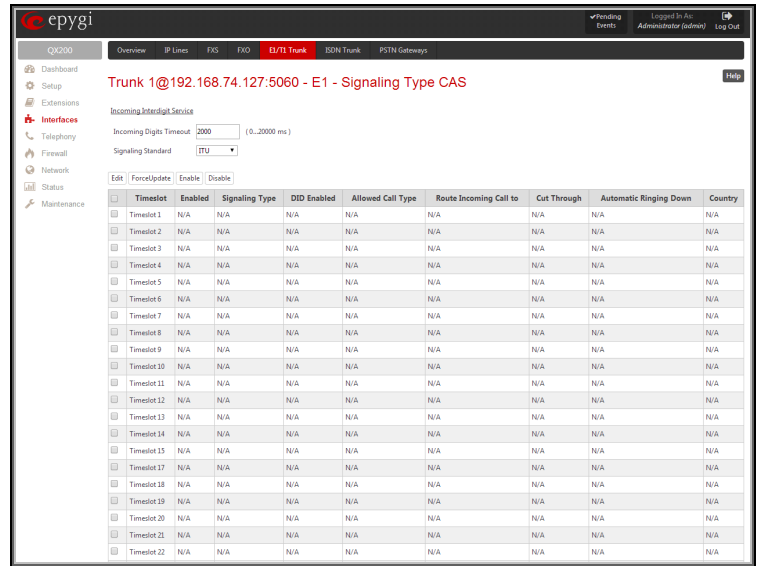 epygi
✔Pending Events
Logged In As: Administrator (admin)
Log Out
QX200
Overview IP Lines FXS FXO E1/T1 Trunk ISDN Trunk PSTN Gateways
Dashboard
Setup
Extensions
Interfaces
Telephony
Firewall
Network
Status
Maintenance
Trunk 1@192.168.74.127:5060 - E1 - Signaling Type CAS
Help
Incoming Interdigit Service
Incoming Digits Timeout 2000 ( 0...20000 ms )
Signaling Standard ITU
Edit ForceUpdate Enable Disable
Timeslot Enabled Signaling Type DID Enabled Allowed Call Type Route Incoming Call to Cut Through Automatic Ringing Down Country
Timeslot 1 N/A N/A N/A N/A N/A N/A N/A N/A
Timeslot 2 N/A N/A N/A N/A N/A N/A N/A N/A
Timeslot 3 N/A N/A N/A N/A N/A N/A N/A N/A
Timeslot 4 N/A N/A N/A N/A N/A N/A N/A N/A
Timeslot 5 N/A N/A N/A N/A N/A N/A N/A N/A
Timeslot 6 N/A N/A N/A N/A N/A N/A N/A N/A
Timeslot 7 N/A N/A N/A N/A N/A N/A N/A N/A
Timeslot 8 N/A N/A N/A N/A N/A N/A N/A N/A
Timeslot 9 N/A N/A N/A N/A N/A N/A N/A N/A
Timeslot 10 N/A N/A N/A N/A N/A N/A N/A N/A
Timeslot 11 N/A N/A N/A N/A N/A N/A N/A N/A
Timeslot 12 N/A N/A N/A N/A N/A N/A N/A N/A
Timeslot 13 N/A N/A N/A N/A N/A N/A N/A N/A
Timeslot 14 N/A N/A N/A N/A N/A N/A N/A N/A
Timeslot 15 N/A N/A N/A N/A N/A N/A N/A N/A
Timeslot 17 N/A N/A N/A N/A N/A N/A N/A N/A
Timeslot 18 N/A N/A N/A N/A N/A N/A N/A N/A
Timeslot 19 N/A N/A N/A N/A N/A N/A N/A N/A
Timeslot 20 N/A N/A N/A N/A N/A N/A N/A N/A
Timeslot 21 N/A N/A N/A N/A N/A N/A N/A N/A
Timeslot 22 N/A N/A N/A N/A N/A N/A N/A N/A